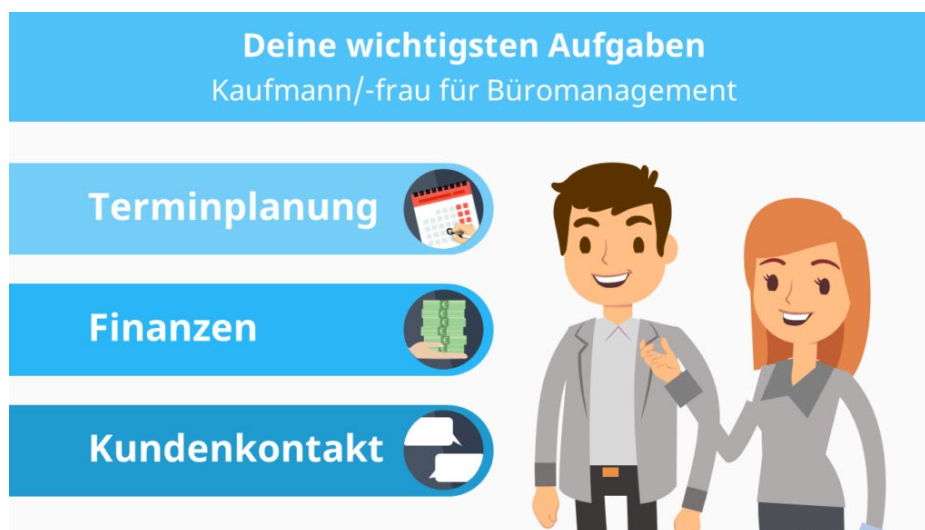 Deine wichtigsten Aufgaben
Kaufmann/-frau für Büromanagement
Terminplanung
Finanzen
Kundenkontakt